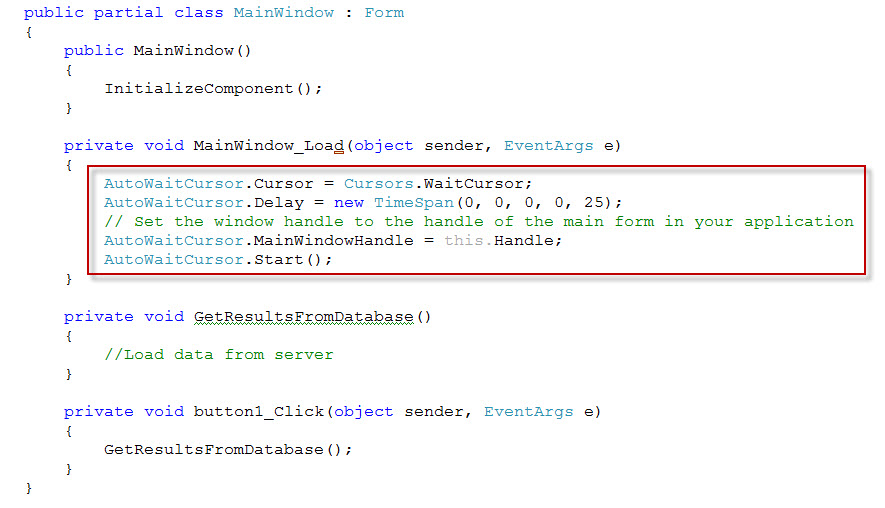 public partial class MainWindow : Form
{
    public MainWindow()
    {
        InitializeComponent();
    }

    private void MainWindow_Load(object sender, EventArgs e)
    {
        AutoWaitCursor.Cursor = Cursors.WaitCursor;
        AutoWaitCursor.Delay = new TimeSpan(0, 0, 0, 0, 25);
        // Set the window handle to the handle of the main form in your application
        AutoWaitCursor.MainWindowHandle = this.Handle;
        AutoWaitCursor.Start();
    }

    private void GetResultsFromDatabase()
    {
        //Load data from server
    }

    private void button1_Click(object sender, EventArgs e)
    {
        GetResultsFromDatabase();
    }
}